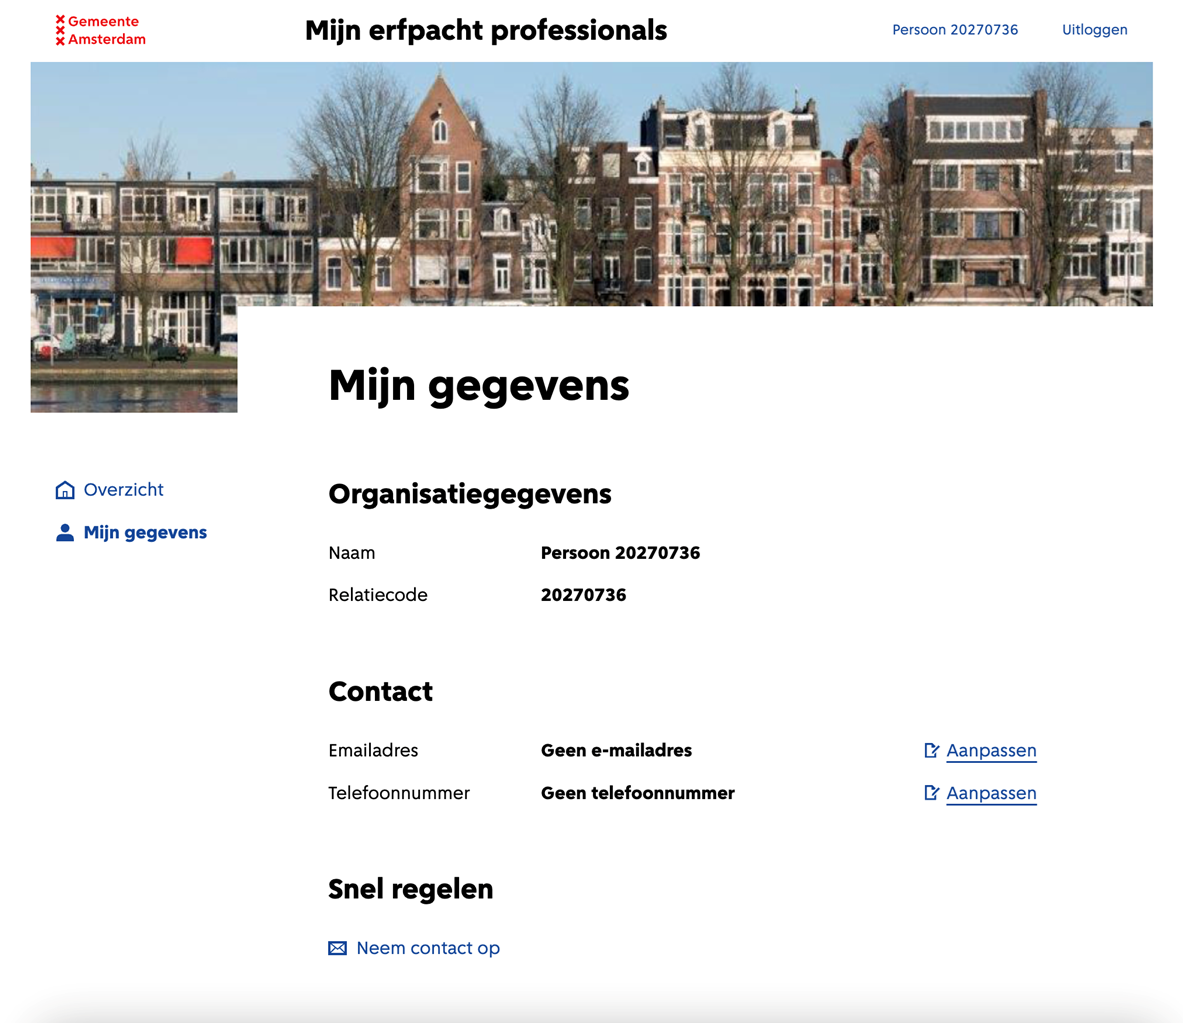 Gemeente
Amsterdam
Mijn erfpacht professionals
Persoon 20270736
Uitloggen
Mijn gegevens
Overzicht
Mijn gegevens
Organisatiegegevens
Naam Persoon 20270736
Relatiecode 20270736
Contact
Emailadres Geen e-mailadres Aanpassen
Telefoonnummer Geen telefoonnummer Aanpassen
Snel regelen
Neem contact op